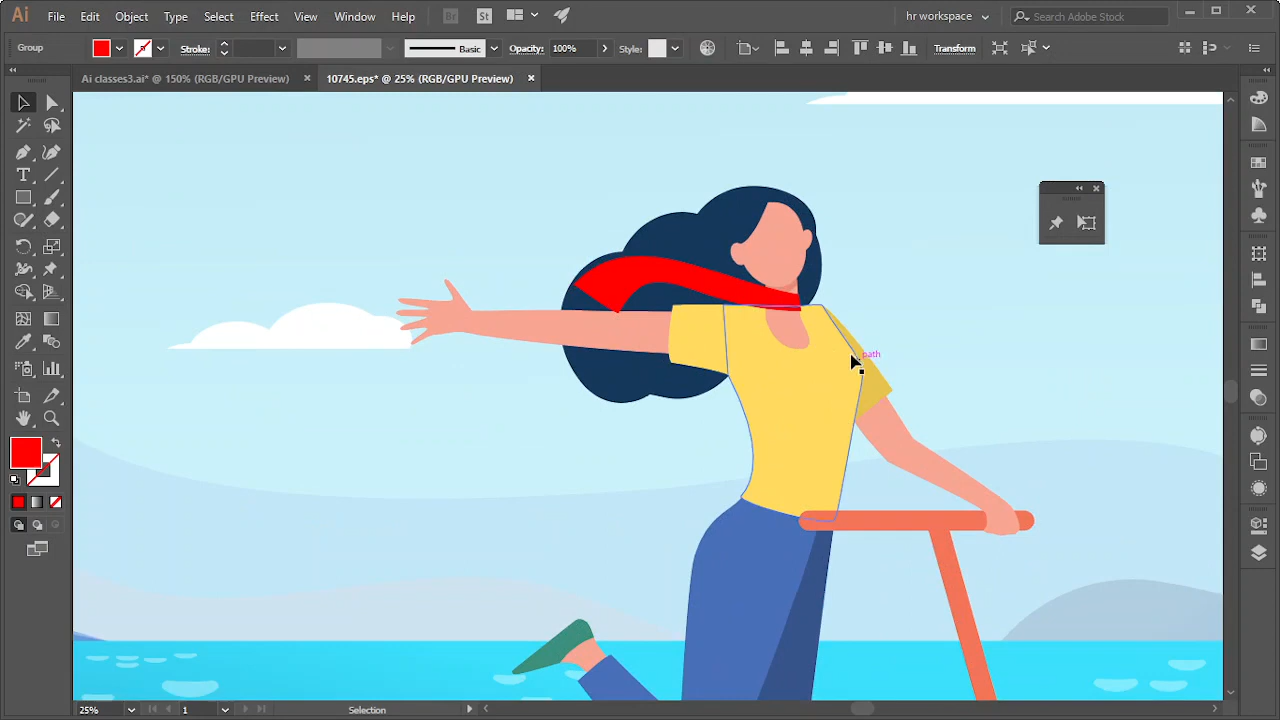 Ai File Edit Object Type Select Effect View Window Help Br St hr workspace Search Adobe Stock
Group Stroke: Basic Opacity: 100% Style: Transform
Ai classes3.ai* @ 150% (RGB/GPU Preview) × 10745.eps* @ 25% (RGB/GPU Preview) ×
path
25% 1 Selection